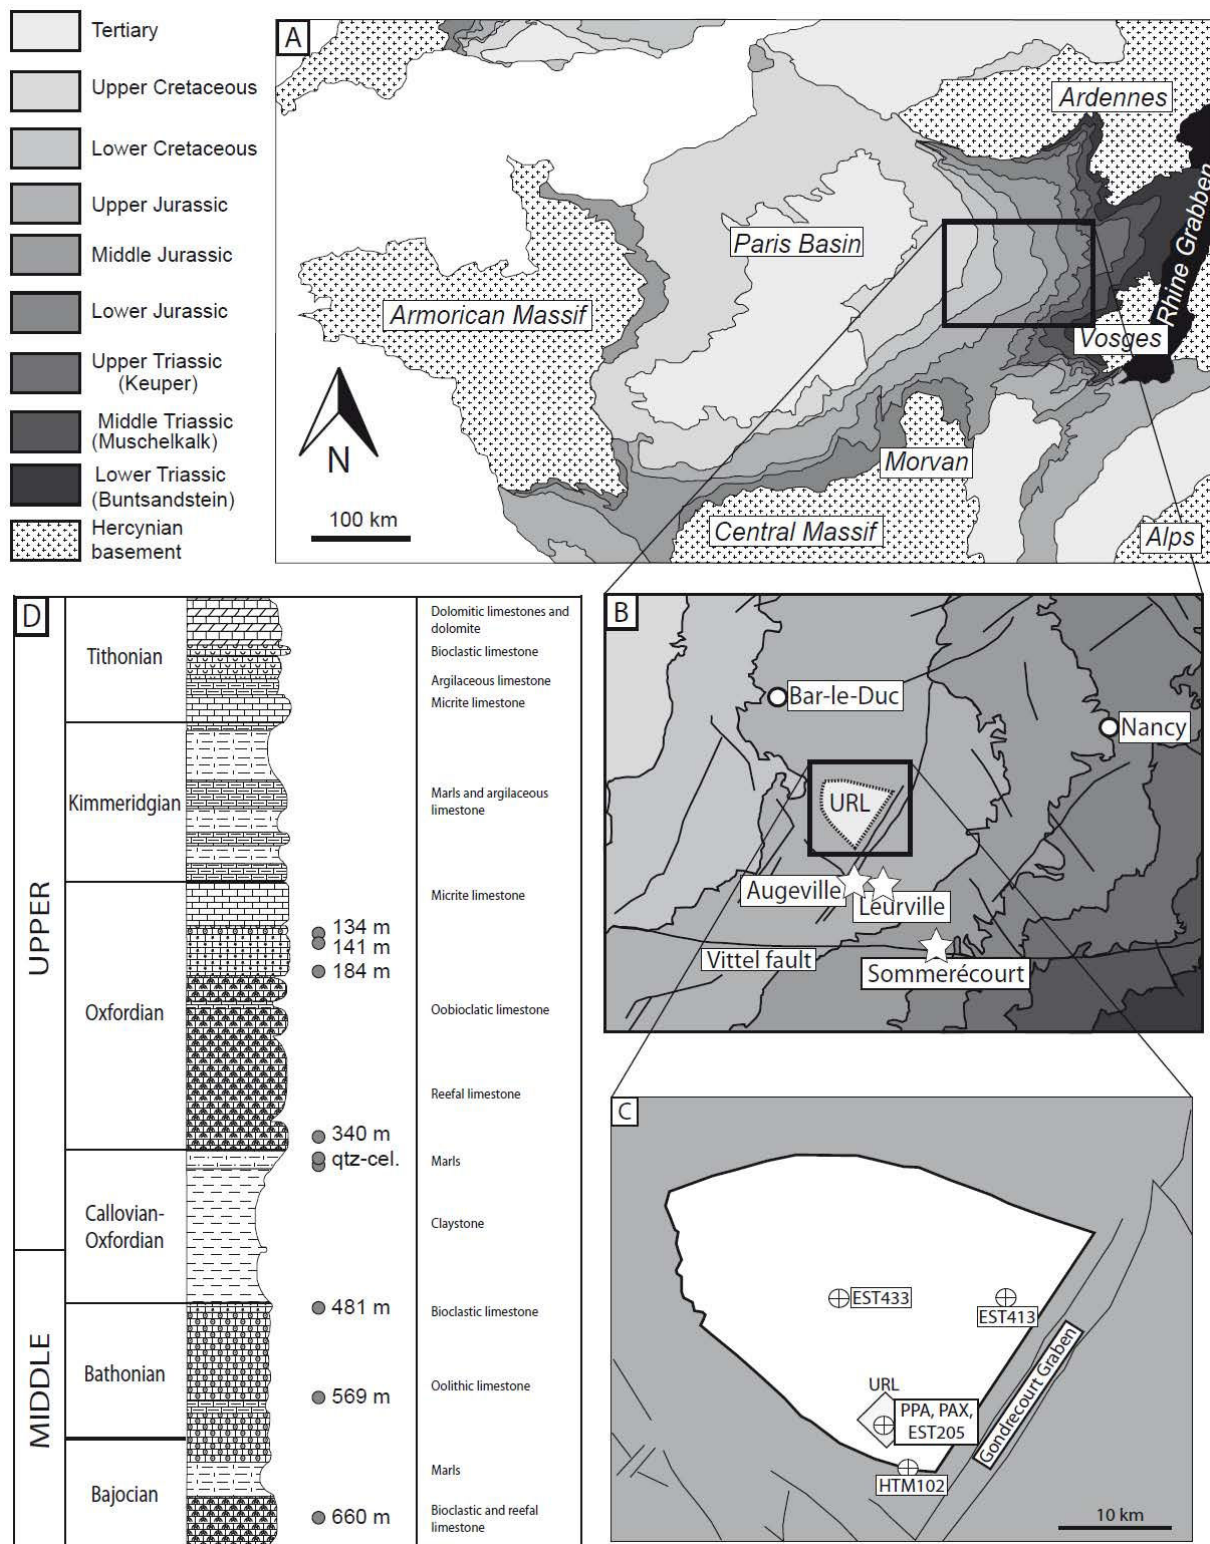 Tertiary
Upper Cretaceous
Lower Cretaceous
Upper Jurassic
Middle Jurassic
Lower Jurassic
Upper Triassic
(Keuper)
Middle Triassic
(Muschelkalk)
Lower Triassic
(Buntsandstein)
Hercynian
basement
A
Ardennes
Paris Basin
Rhine Grabben
Armorican Massif
Vosges
N
Morvan
100 km
Central Massif
Alps
D
Tithonian
Dolomitic limestones and
dolomite
Bioclastic limestone
Argilaceous limestone
Micrite limestone
Kimmeridgian
Marls and argilaceous
limestone
UPPER
Micrite limestone
134 m
141 m
184 m
Oxfordian
Oobioclatic limestone
Reefal limestone
340 m
qtz-cel.
Marls
Callovian-
Oxfordian
Claystone
481 m
Bioclastic limestone
MIDDLE
Bathonian
Oolithic limestone
569 m
Marls
Bajocian
660 m
Bioclastic and reefal
limestone
B
Bar-le-Duc
Nancy
URL
Augeville
Leurville
Vittel fault
Sommerécourt
C
EST433
EST413
URL
PPA, PAX,
EST205
Gondrecourt Graben
HTM102
10 km